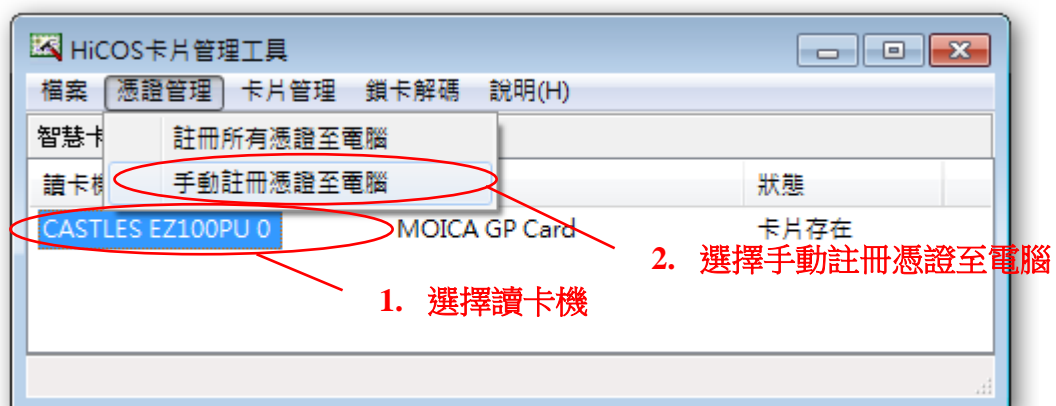 HiCOS卡片管理工具
檔案 憑證管理 卡片管理 鎖卡解碼 說明(H)
智慧卡
註冊所有憑證至電腦
手動註冊憑證至電腦
讀卡機 狀態
CASTLES EZ100PU 0 MOICA GP Card 卡片存在
2. 選擇手動註冊憑證至電腦
1. 選擇讀卡機